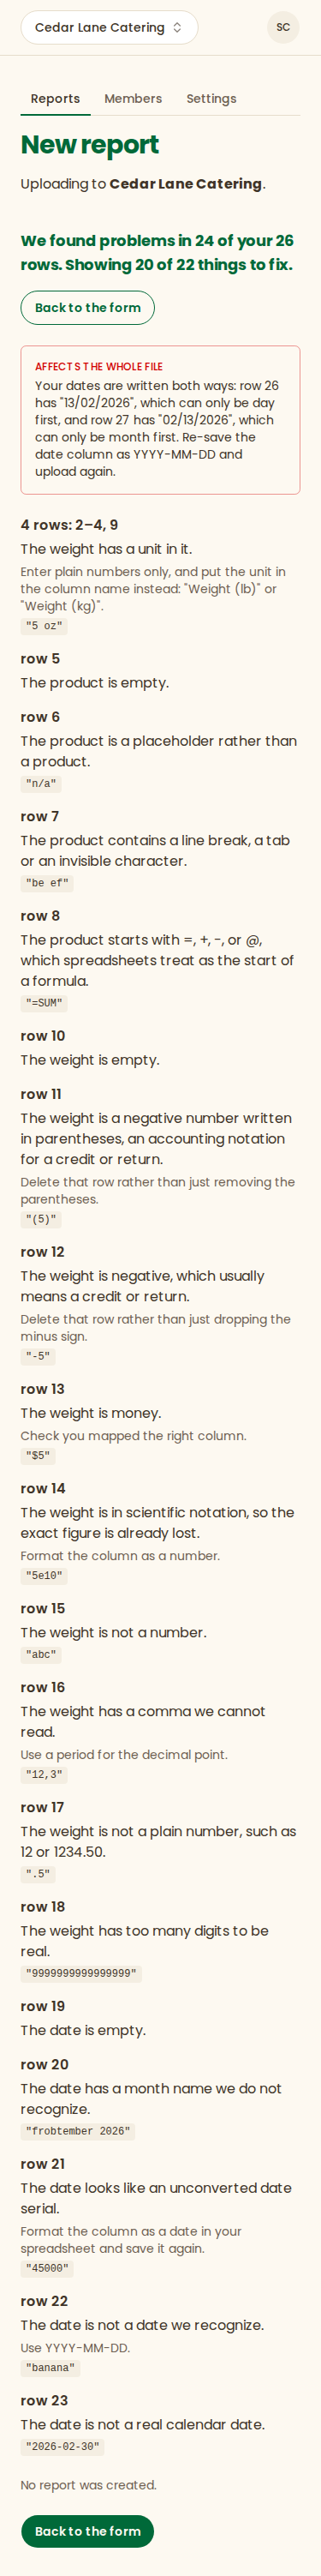 Cedar Lane Catering
SC
Reports Members Settings
New report
Uploading to Cedar Lane Catering.
We found problems in 24 of your 26
rows. Showing 20 of 22 things to fix.
Back to the form
AFFECTS THE WHOLE FILE
Your dates are written both ways: row 26
has "13/02/2026", which can only be day
first, and row 27 has "02/13/2026", which
can only be month first. Re-save the
date column as YYYY-MM-DD and
upload again.
4 rows: 2–4, 9
The weight has a unit in it.
Enter plain numbers only, and put the unit in
the column name instead: "Weight (lb)" or
"Weight (kg)".
"5 oz"
row 5
The product is empty.
row 6
The product is a placeholder rather than
a product.
"n/a"
row 7
The product contains a line break, a tab
or an invisible character.
"be ef"
row 8
The product starts with =, +, -, or @,
which spreadsheets treat as the start of
a formula.
"=SUM"
row 10
The weight is empty.
row 11
The weight is a negative number written
in parentheses, an accounting notation
for a credit or return.
Delete that row rather than just removing the
parentheses.
"(5)"
row 12
The weight is negative, which usually
means a credit or return.
Delete that row rather than just dropping the
minus sign.
"-5"
row 13
The weight is money.
Check you mapped the right column.
"$5"
row 14
The weight is in scientific notation, so the
exact figure is already lost.
Format the column as a number.
"5e10"
row 15
The weight is not a number.
"abc"
row 16
The weight has a comma we cannot
read.
Use a period for the decimal point.
"12,3"
row 17
The weight is not a plain number, such as
12 or 1234.50.
".5"
row 18
The weight has too many digits to be
real.
"9999999999999999"
row 19
The date is empty.
row 20
The date has a month name we do not
recognize.
"frobtember 2026"
row 21
The date looks like an unconverted date
serial.
Format the column as a date in your
spreadsheet and save it again.
"45000"
row 22
The date is not a date we recognize.
Use YYYY-MM-DD.
"banana"
row 23
The date is not a real calendar date.
"2026-02-30"
No report was created.
Back to the form